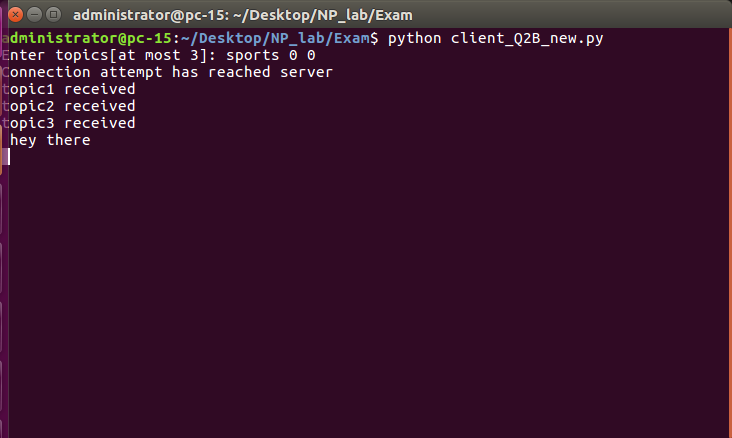 administrator@pc-15: ~/Desktop/NP_lab/Exam
administrator@pc-15:~/Desktop/NP_lab/Exam$ python client_Q2B_new.py
Enter topics[at most 3]: sports 0 0
Connection attempt has reached server
topic1 received
topic2 received
topic3 received
hey there